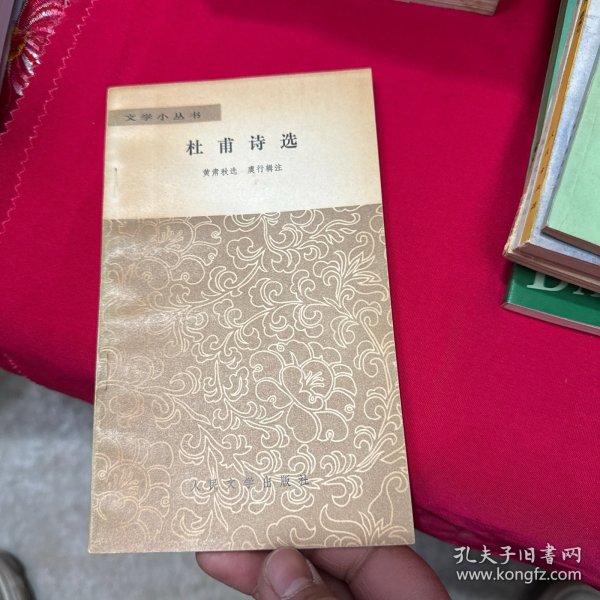 文学小丛书
杜甫诗选
黄肃秋选 虞行辑注
人民文学出版社
孔夫子旧书网
www.kongfz.com